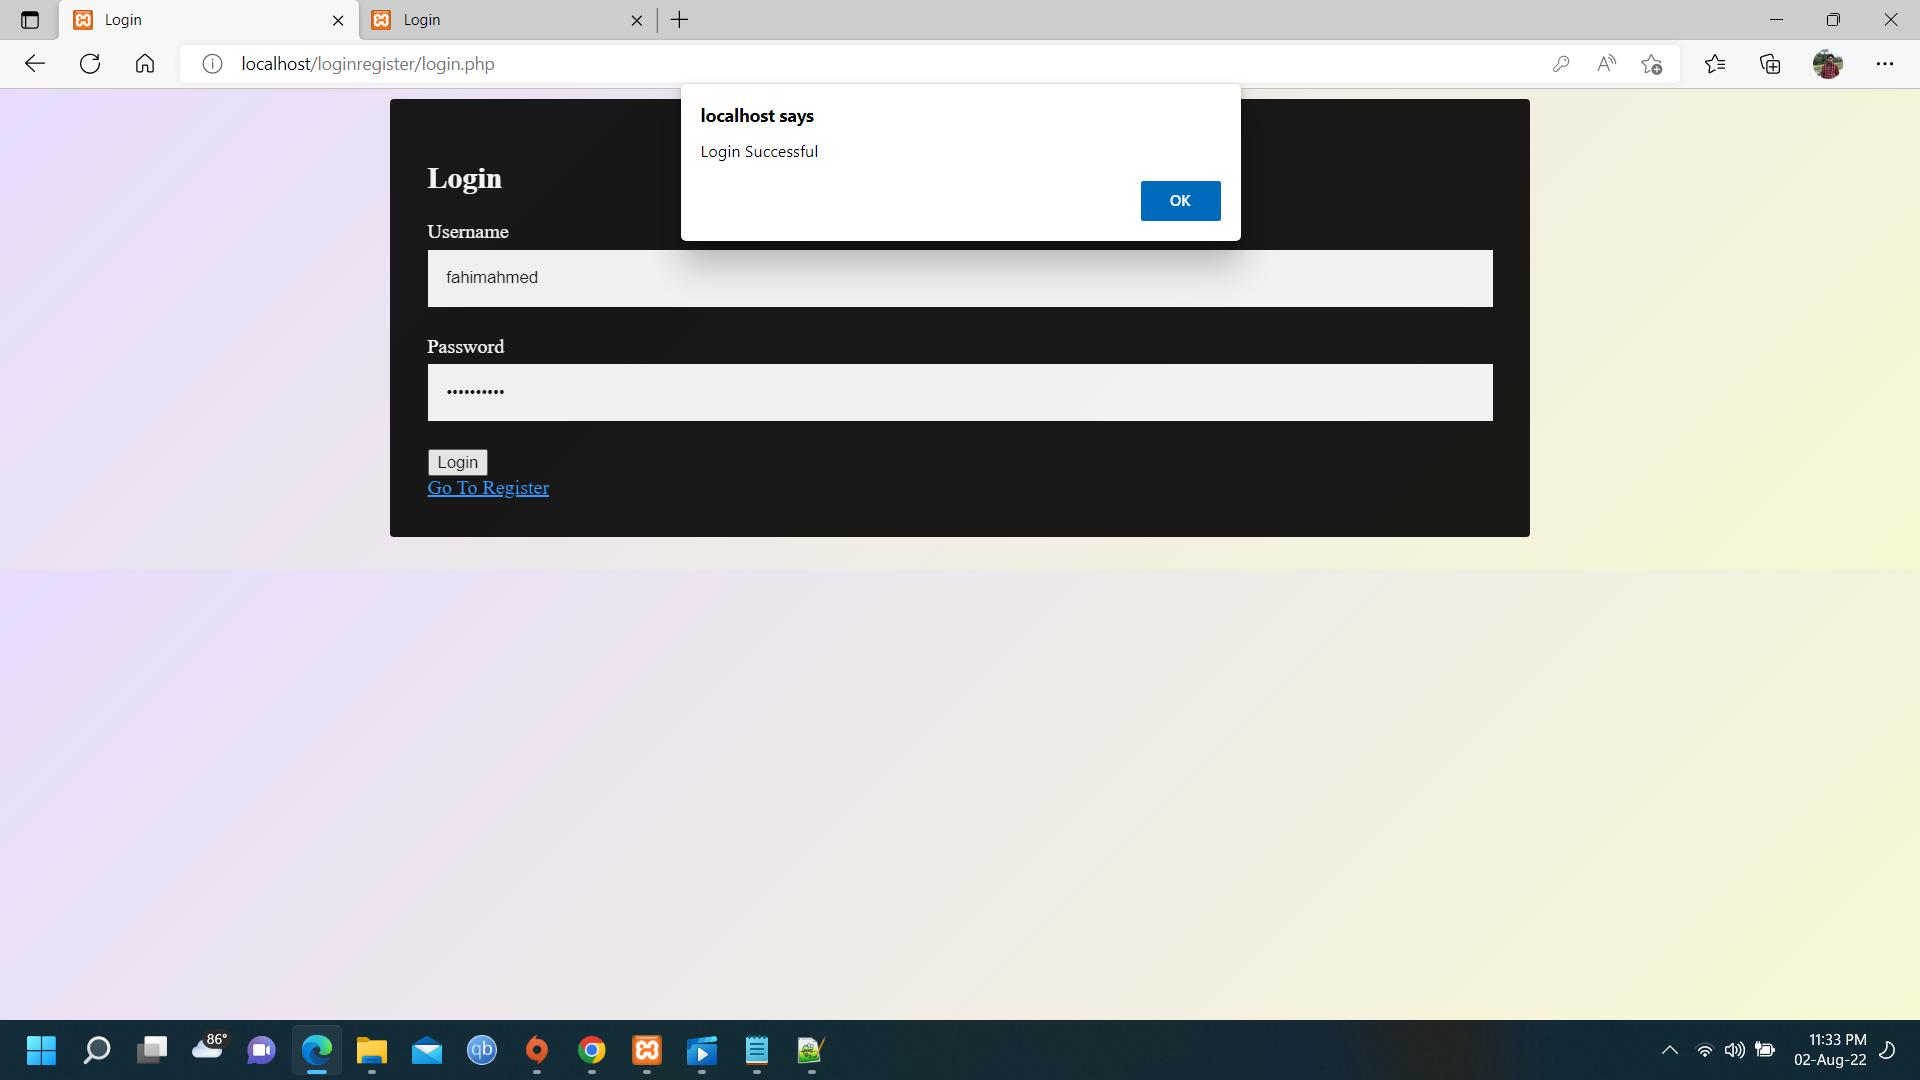 Login
Login
localhost/loginregister/login.php
localhost says
Login Successful
OK
Login
Username
fahimahmed
Password
••••••••••
Login
Go To Register
86°
qb
11:33 PM
02-Aug-22